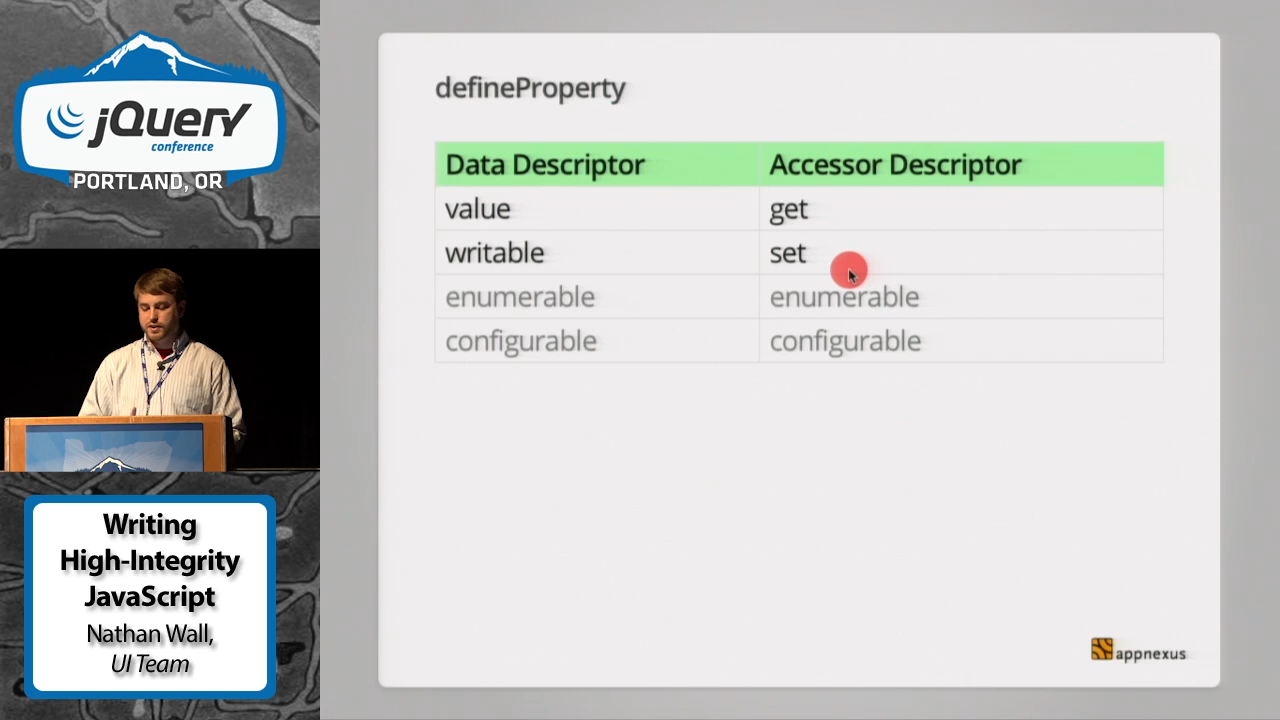 jQuery
conference
PORTLAND, OR
Writing
High-Integrity
JavaScript
Nathan Wall,
UI Team
defineProperty
Data Descriptor Accessor Descriptor
value get
writable set
enumerable enumerable
configurable configurable
appnexus